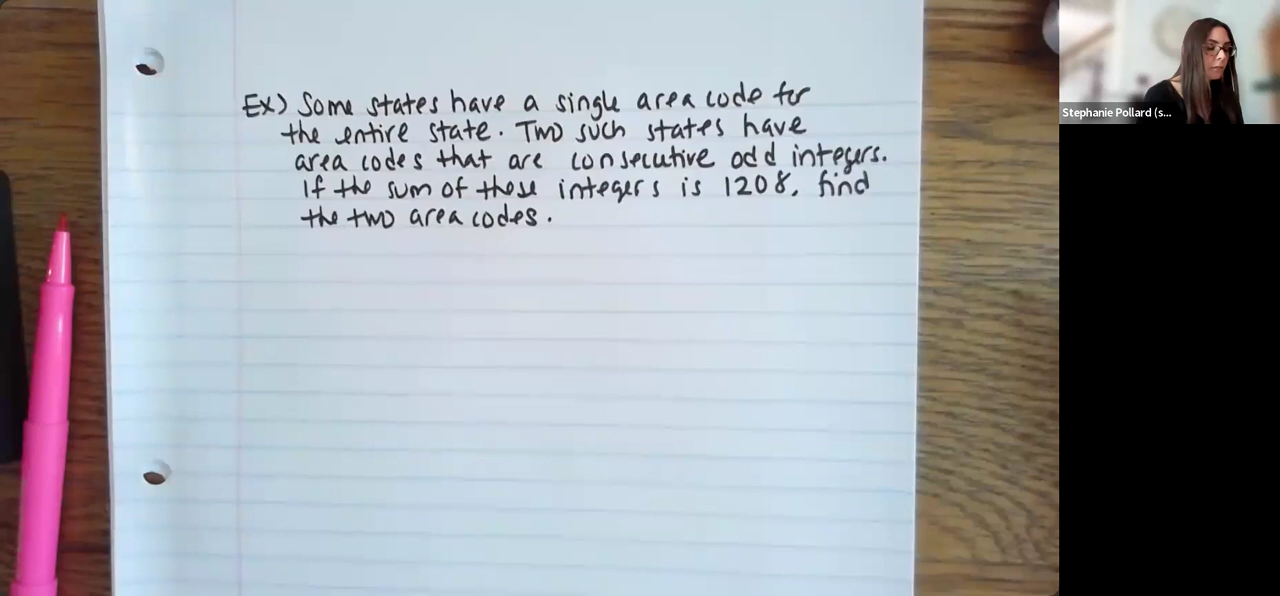 Ex) Some states have a single area code for
the entire state. Two such states have
area codes that are consecutive odd integers.
If the sum of these integers is 1208, find
the two area codes.
Stephanie Pollard (s...